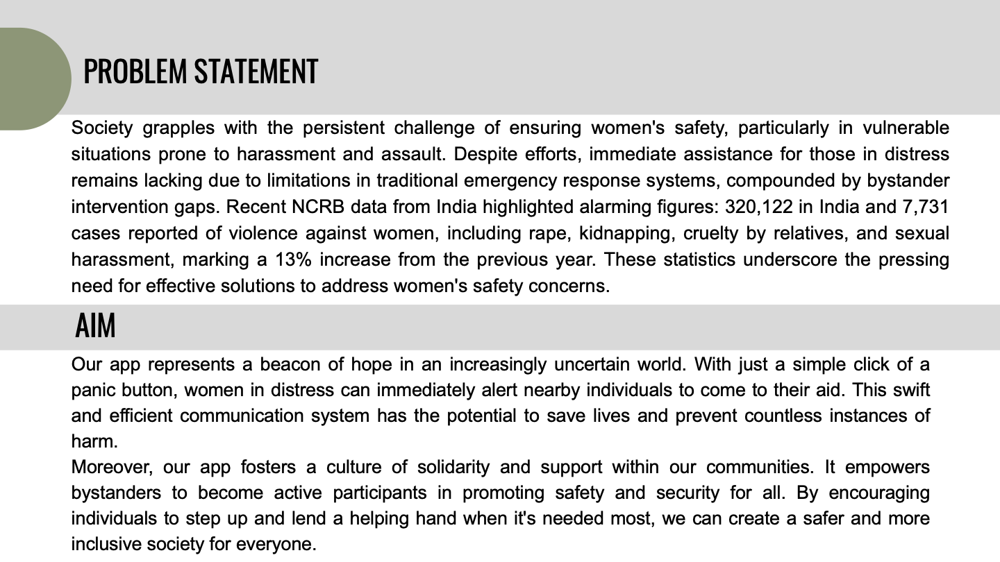 PROBLEM STATEMENT
Society grapples with the persistent challenge of ensuring women's safety, particularly in vulnerable
situations prone to harassment and assault. Despite efforts, immediate assistance for those in distress
remains lacking due to limitations in traditional emergency response systems, compounded by bystander
intervention gaps. Recent NCRB data from India highlighted alarming figures: 320,122 in India and 7,731
cases reported of violence against women, including rape, kidnapping, cruelty by relatives, and sexual
harassment, marking a 13% increase from the previous year. These statistics underscore the pressing
need for effective solutions to address women's safety concerns.
AIM
Our app represents a beacon of hope in an increasingly uncertain world. With just a simple click of a
panic button, women in distress can immediately alert nearby individuals to come to their aid. This swift
and efficient communication system has the potential to save lives and prevent countless instances of
harm.
Moreover, our app fosters a culture of solidarity and support within our communities. It empowers
bystanders to become active participants in promoting safety and security for all. By encouraging
individuals to step up and lend a helping hand when it's needed most, we can create a safer and more
inclusive society for everyone.